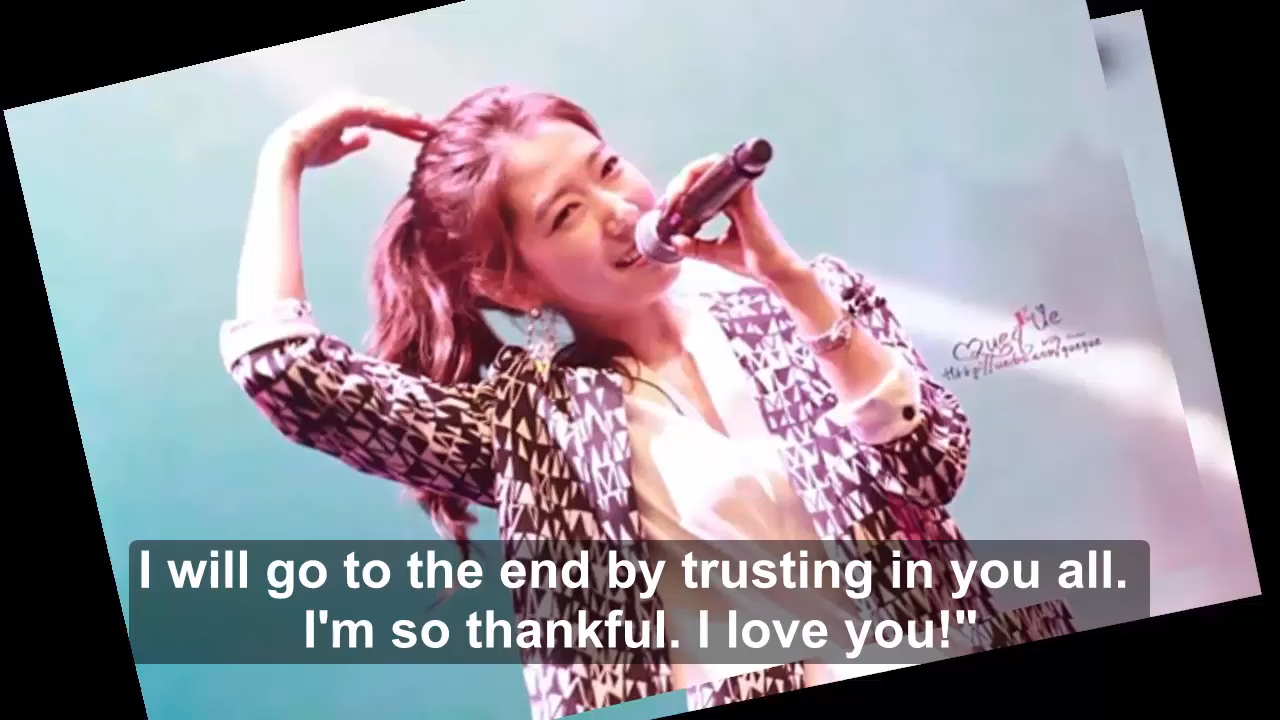 I will go to the end by trusting in you all.
I'm so thankful. I love you!"